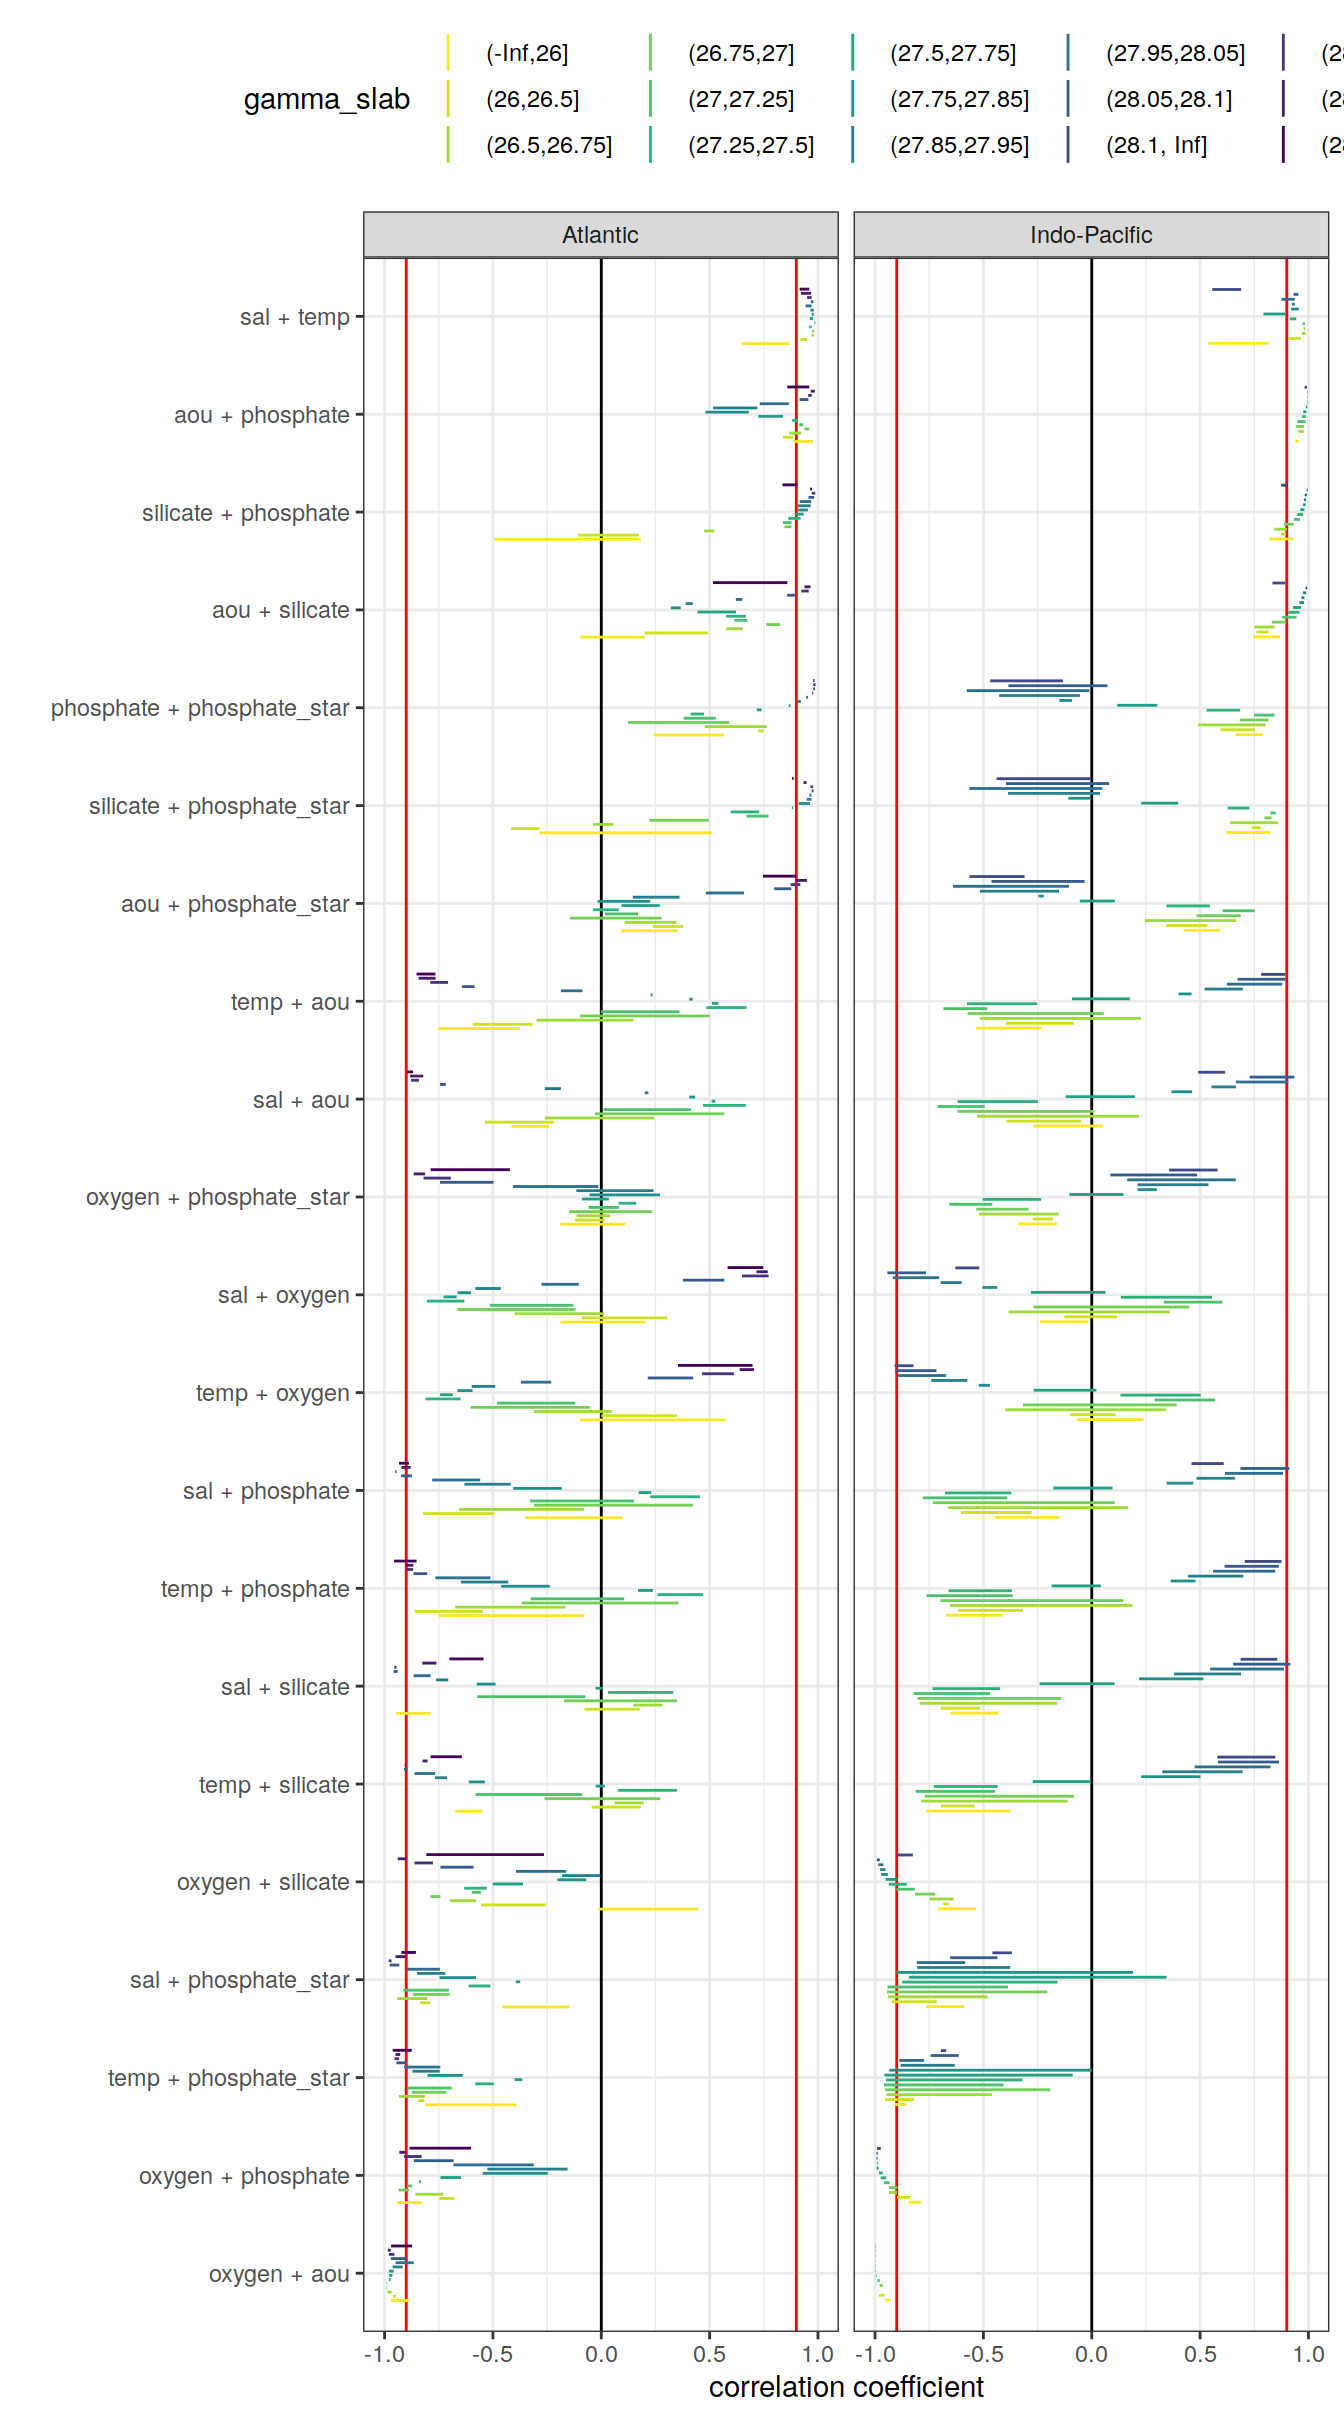 (-Inf,26] (26.75,27] (27.5,27.75] (27.95,28.05]
gamma_slab (26,26.5] (27,27.25] (27.75,27.85] (28.05,28.1]
(26.5,26.75] (27.25,27.5] (27.85,27.95] (28.1, Inf]
Atlantic Indo-Pacific
sal + temp
aou + phosphate
silicate + phosphate
aou + silicate
phosphate + phosphate_star
silicate + phosphate_star
aou + phosphate_star
temp + aou
sal + aou
oxygen + phosphate_star
sal + oxygen
temp + oxygen
sal + phosphate
temp + phosphate
sal + silicate
temp + silicate
oxygen + silicate
sal + phosphate_star
temp + phosphate_star
oxygen + phosphate
oxygen + aou
-1.0 -0.5 0.0 0.5 1.0 -1.0 -0.5 0.0 0.5 1.0
correlation coefficient